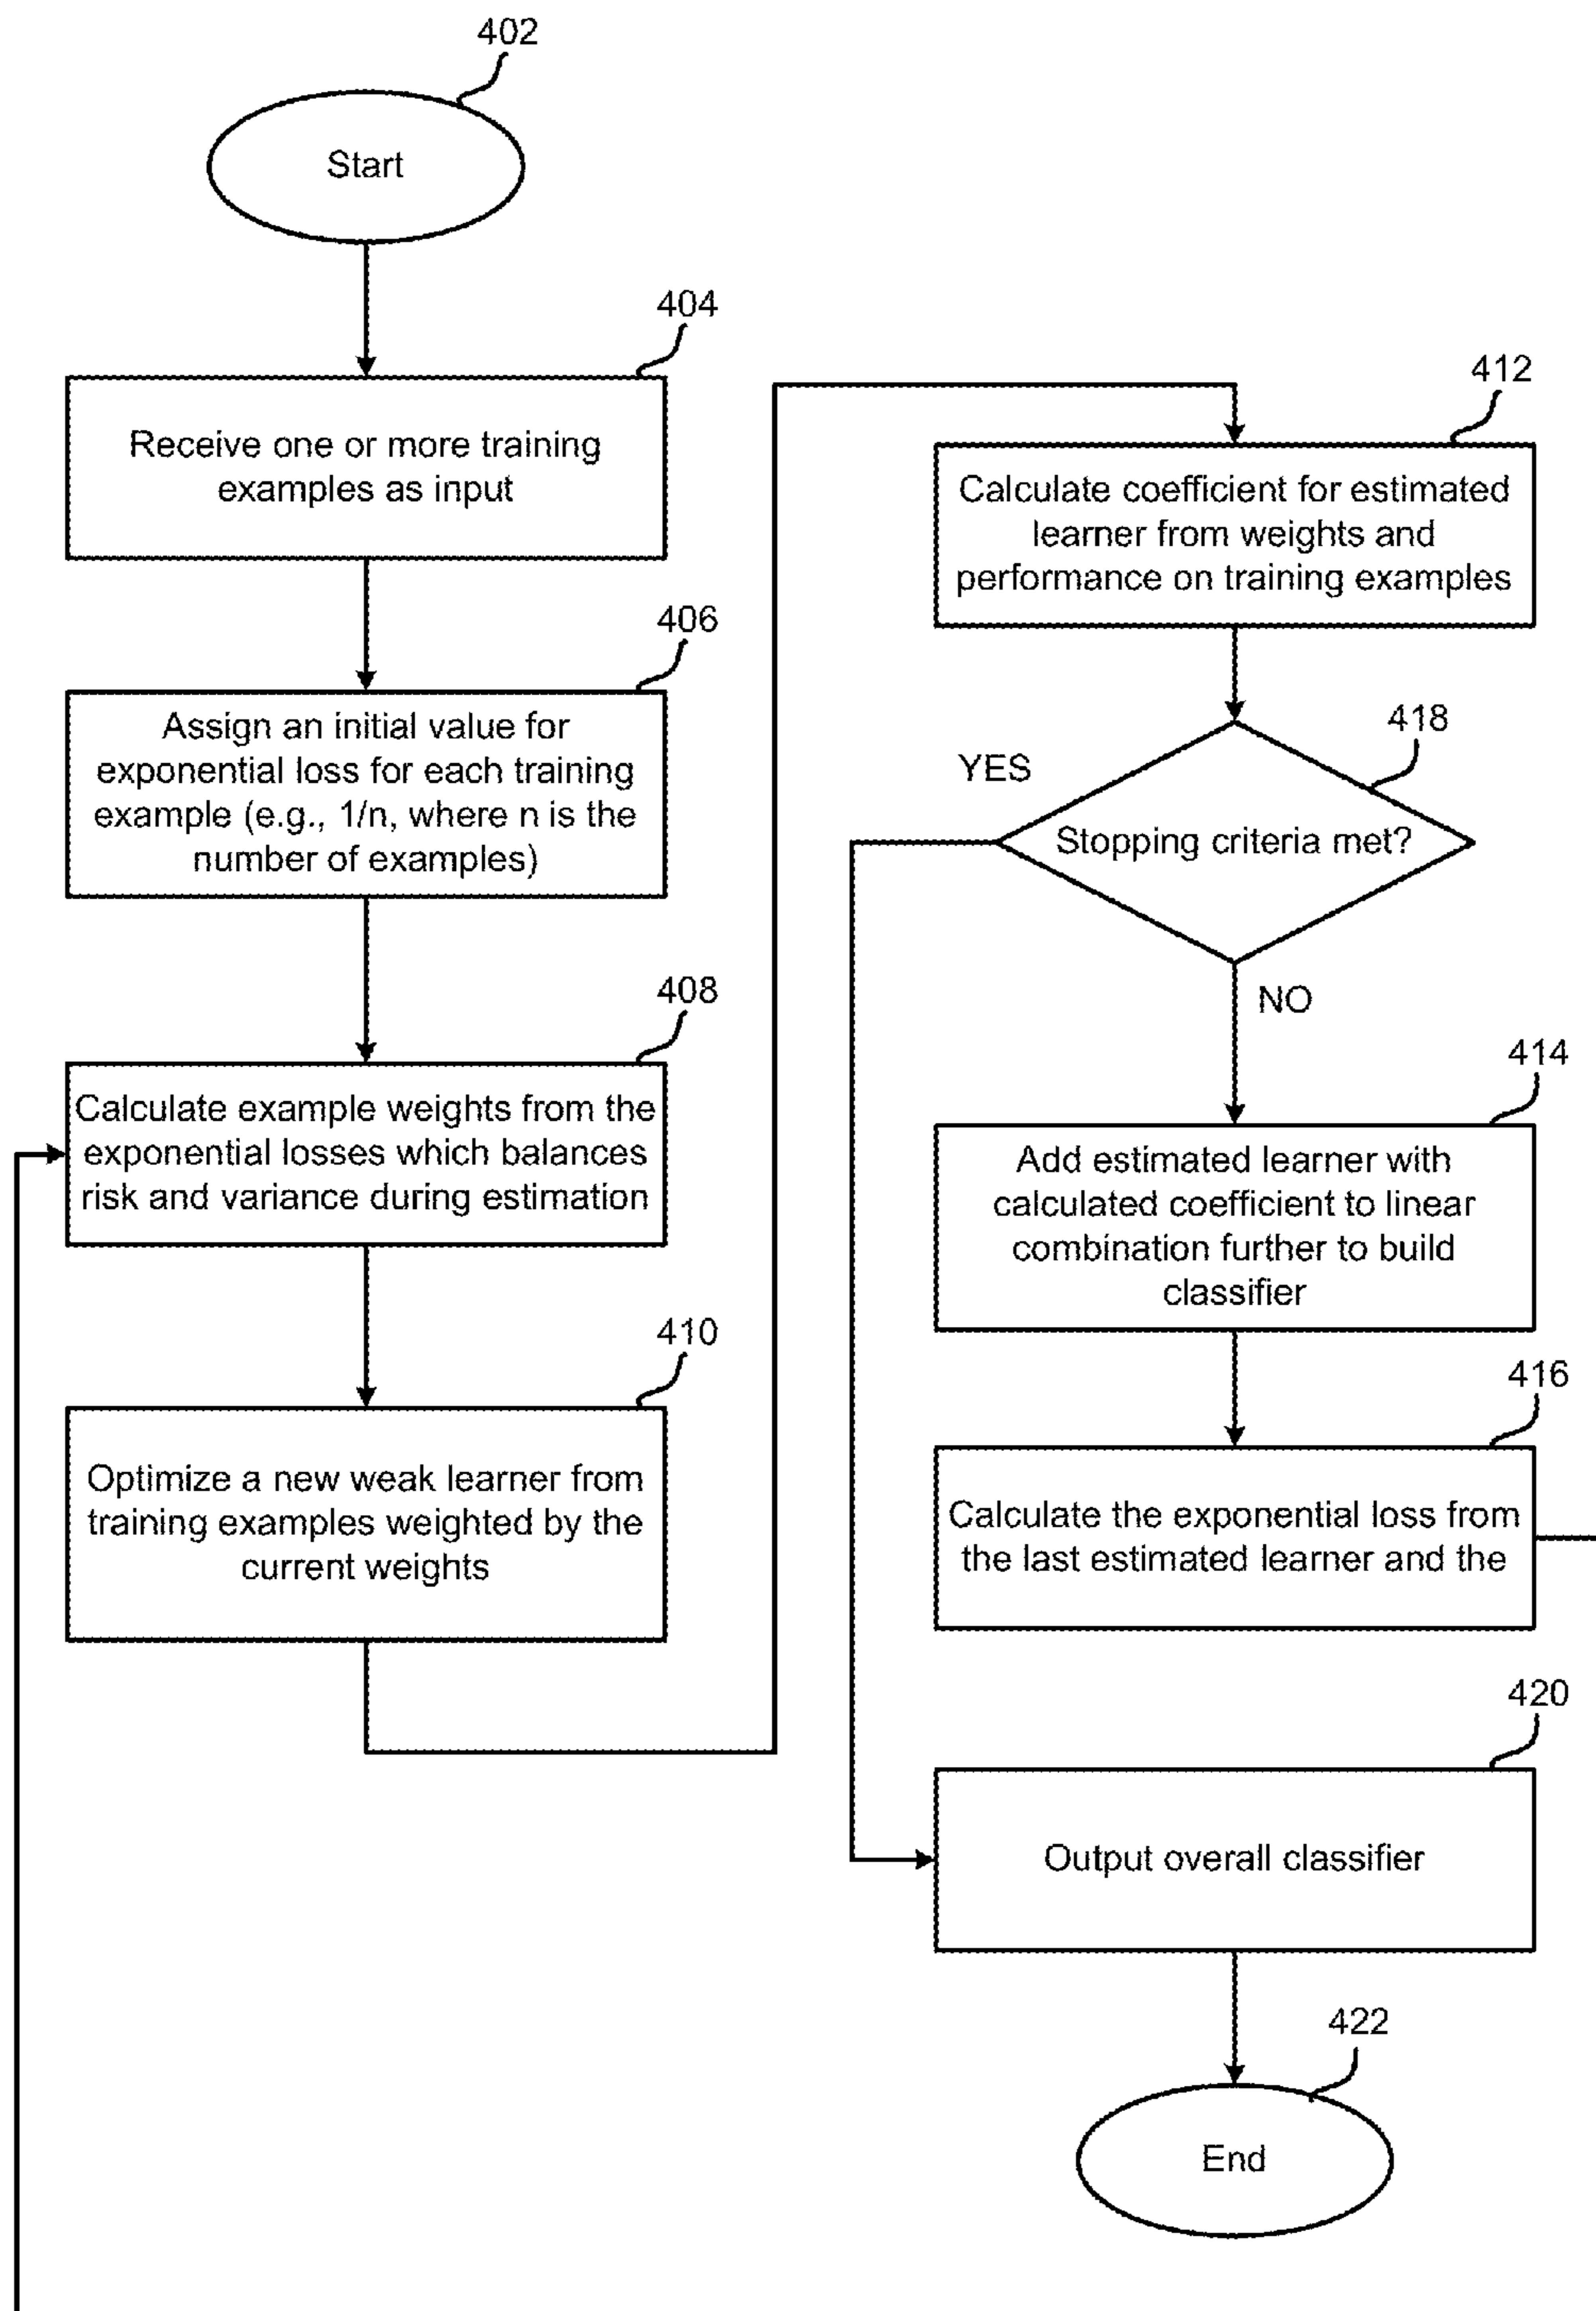 402
Start
404
Receive one or more training
examples as input
406
Assign an initial value for
exponential loss for each training
example (e.g., 1/n, where n is the
number of examples)
408
Calculate example weights from the
exponential losses which balances
risk and variance during estimation
410
Optimize a new weak learner from
training examples weighted by the
current weights
412
Calculate coefficient for estimated
learner from weights and
performance on training examples
418
YES
Stopping criteria met?
NO
414
Add estimated learner with
calculated coefficient to linear
combination further to build
classifier
416
Calculate the exponential loss from
the last estimated learner and the
420
Output overall classifier
422
End